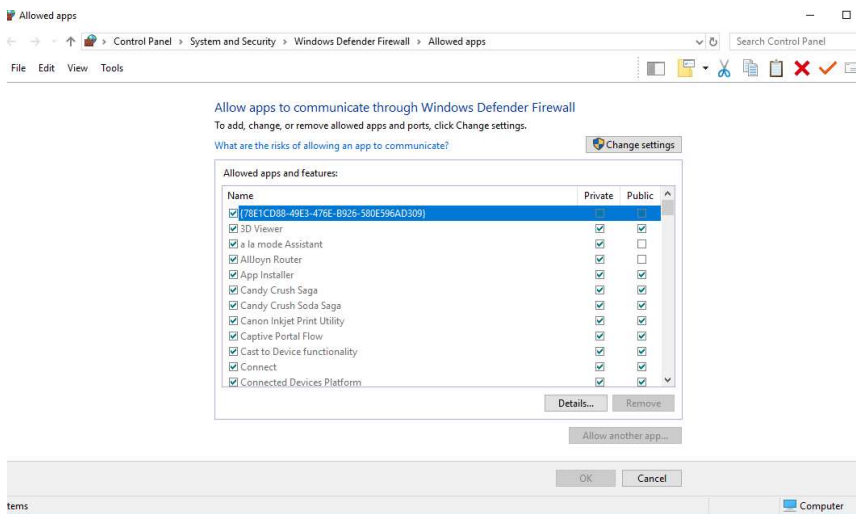 Allowed apps
Control Panel > System and Security > Windows Defender Firewall > Allowed apps
Search Control Panel
File Edit View Tools
Allow apps to communicate through Windows Defender Firewall
To add, change, or remove allowed apps and ports, click Change settings.
What are the risks of allowing an app to communicate?
Change settings
Allowed apps and features:
Name Private Public
{78E1CD88-49E3-476E-B926-580E596AD309}
3D Viewer
a la mode Assistant
AllJoyn Router
App Installer
Candy Crush Saga
Candy Crush Soda Saga
Canon Inkjet Print Utility
Captive Portal Flow
Cast to Device functionality
Connect
Connected Devices Platform
Details... Remove
Allow another app...
OK Cancel
tems Computer